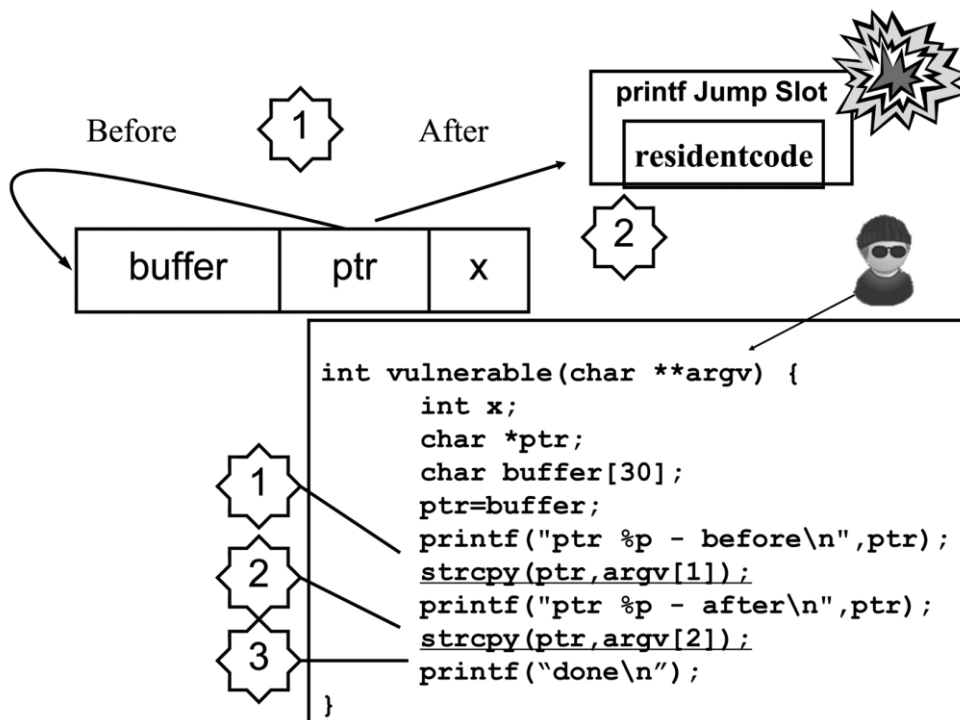 printf Jump Slot
Before
1
After
residentcode
2
buffer
ptr
x
int vulnerable(char **argv) {
int x;
char *ptr;
char buffer[30];
ptr=buffer;
printf("ptr %p - before\n",ptr);
strcpy(ptr,argv[1]);
printf("ptr %p - after\n",ptr);
strcpy(ptr,argv[2]);
printf(“done\n”);
}
1
2
3